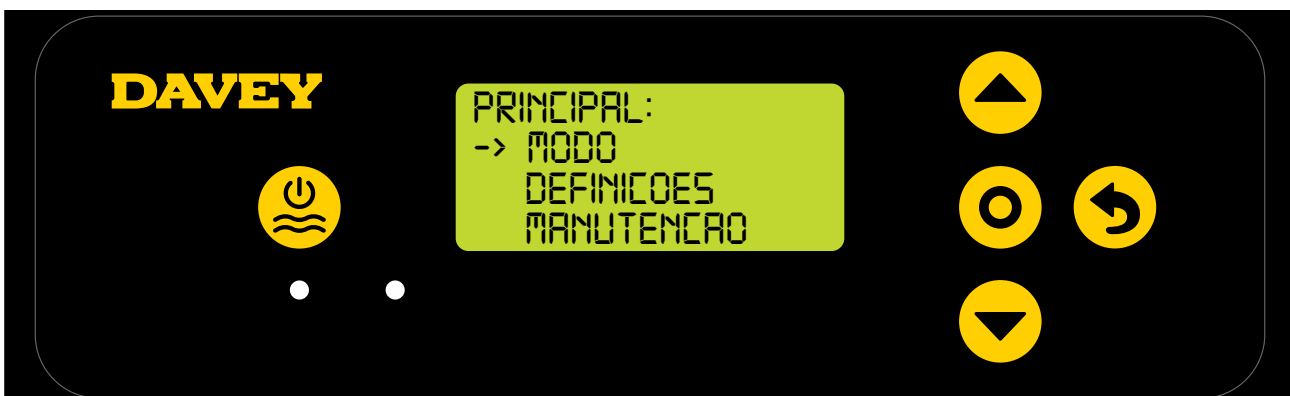 DAVEY
PRINCIPAL:
-> MODO
DEFINICOES
MANUTENCAO